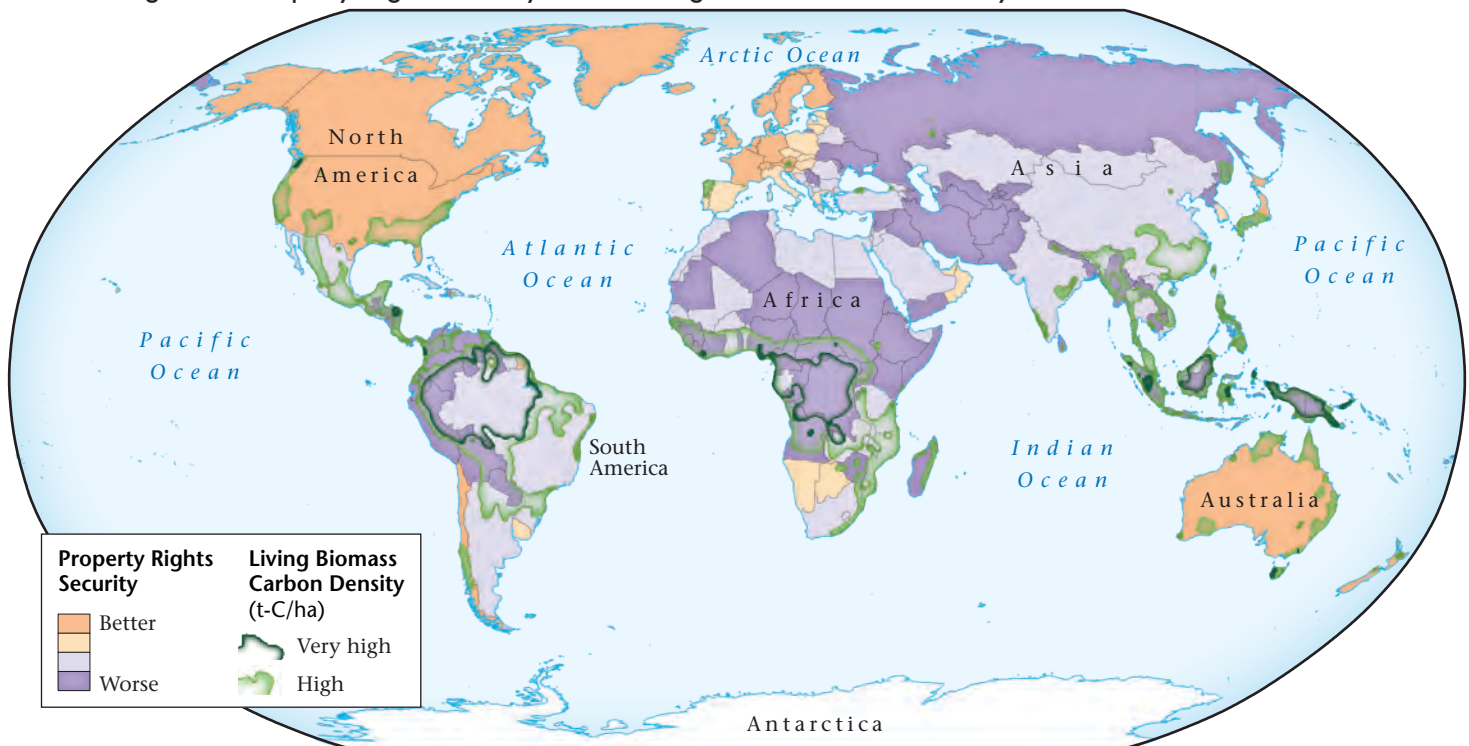 Arctic Ocean
North
America
Asia
Atlantic
Ocean
Pacific
Ocean
Africa
Pacific
Ocean
South
America
Indian
Ocean
Australia
Property Rights
Security
Better
Worse
Living Biomass
Carbon Density
(t-C/ha)
Very high
High
Antarctica